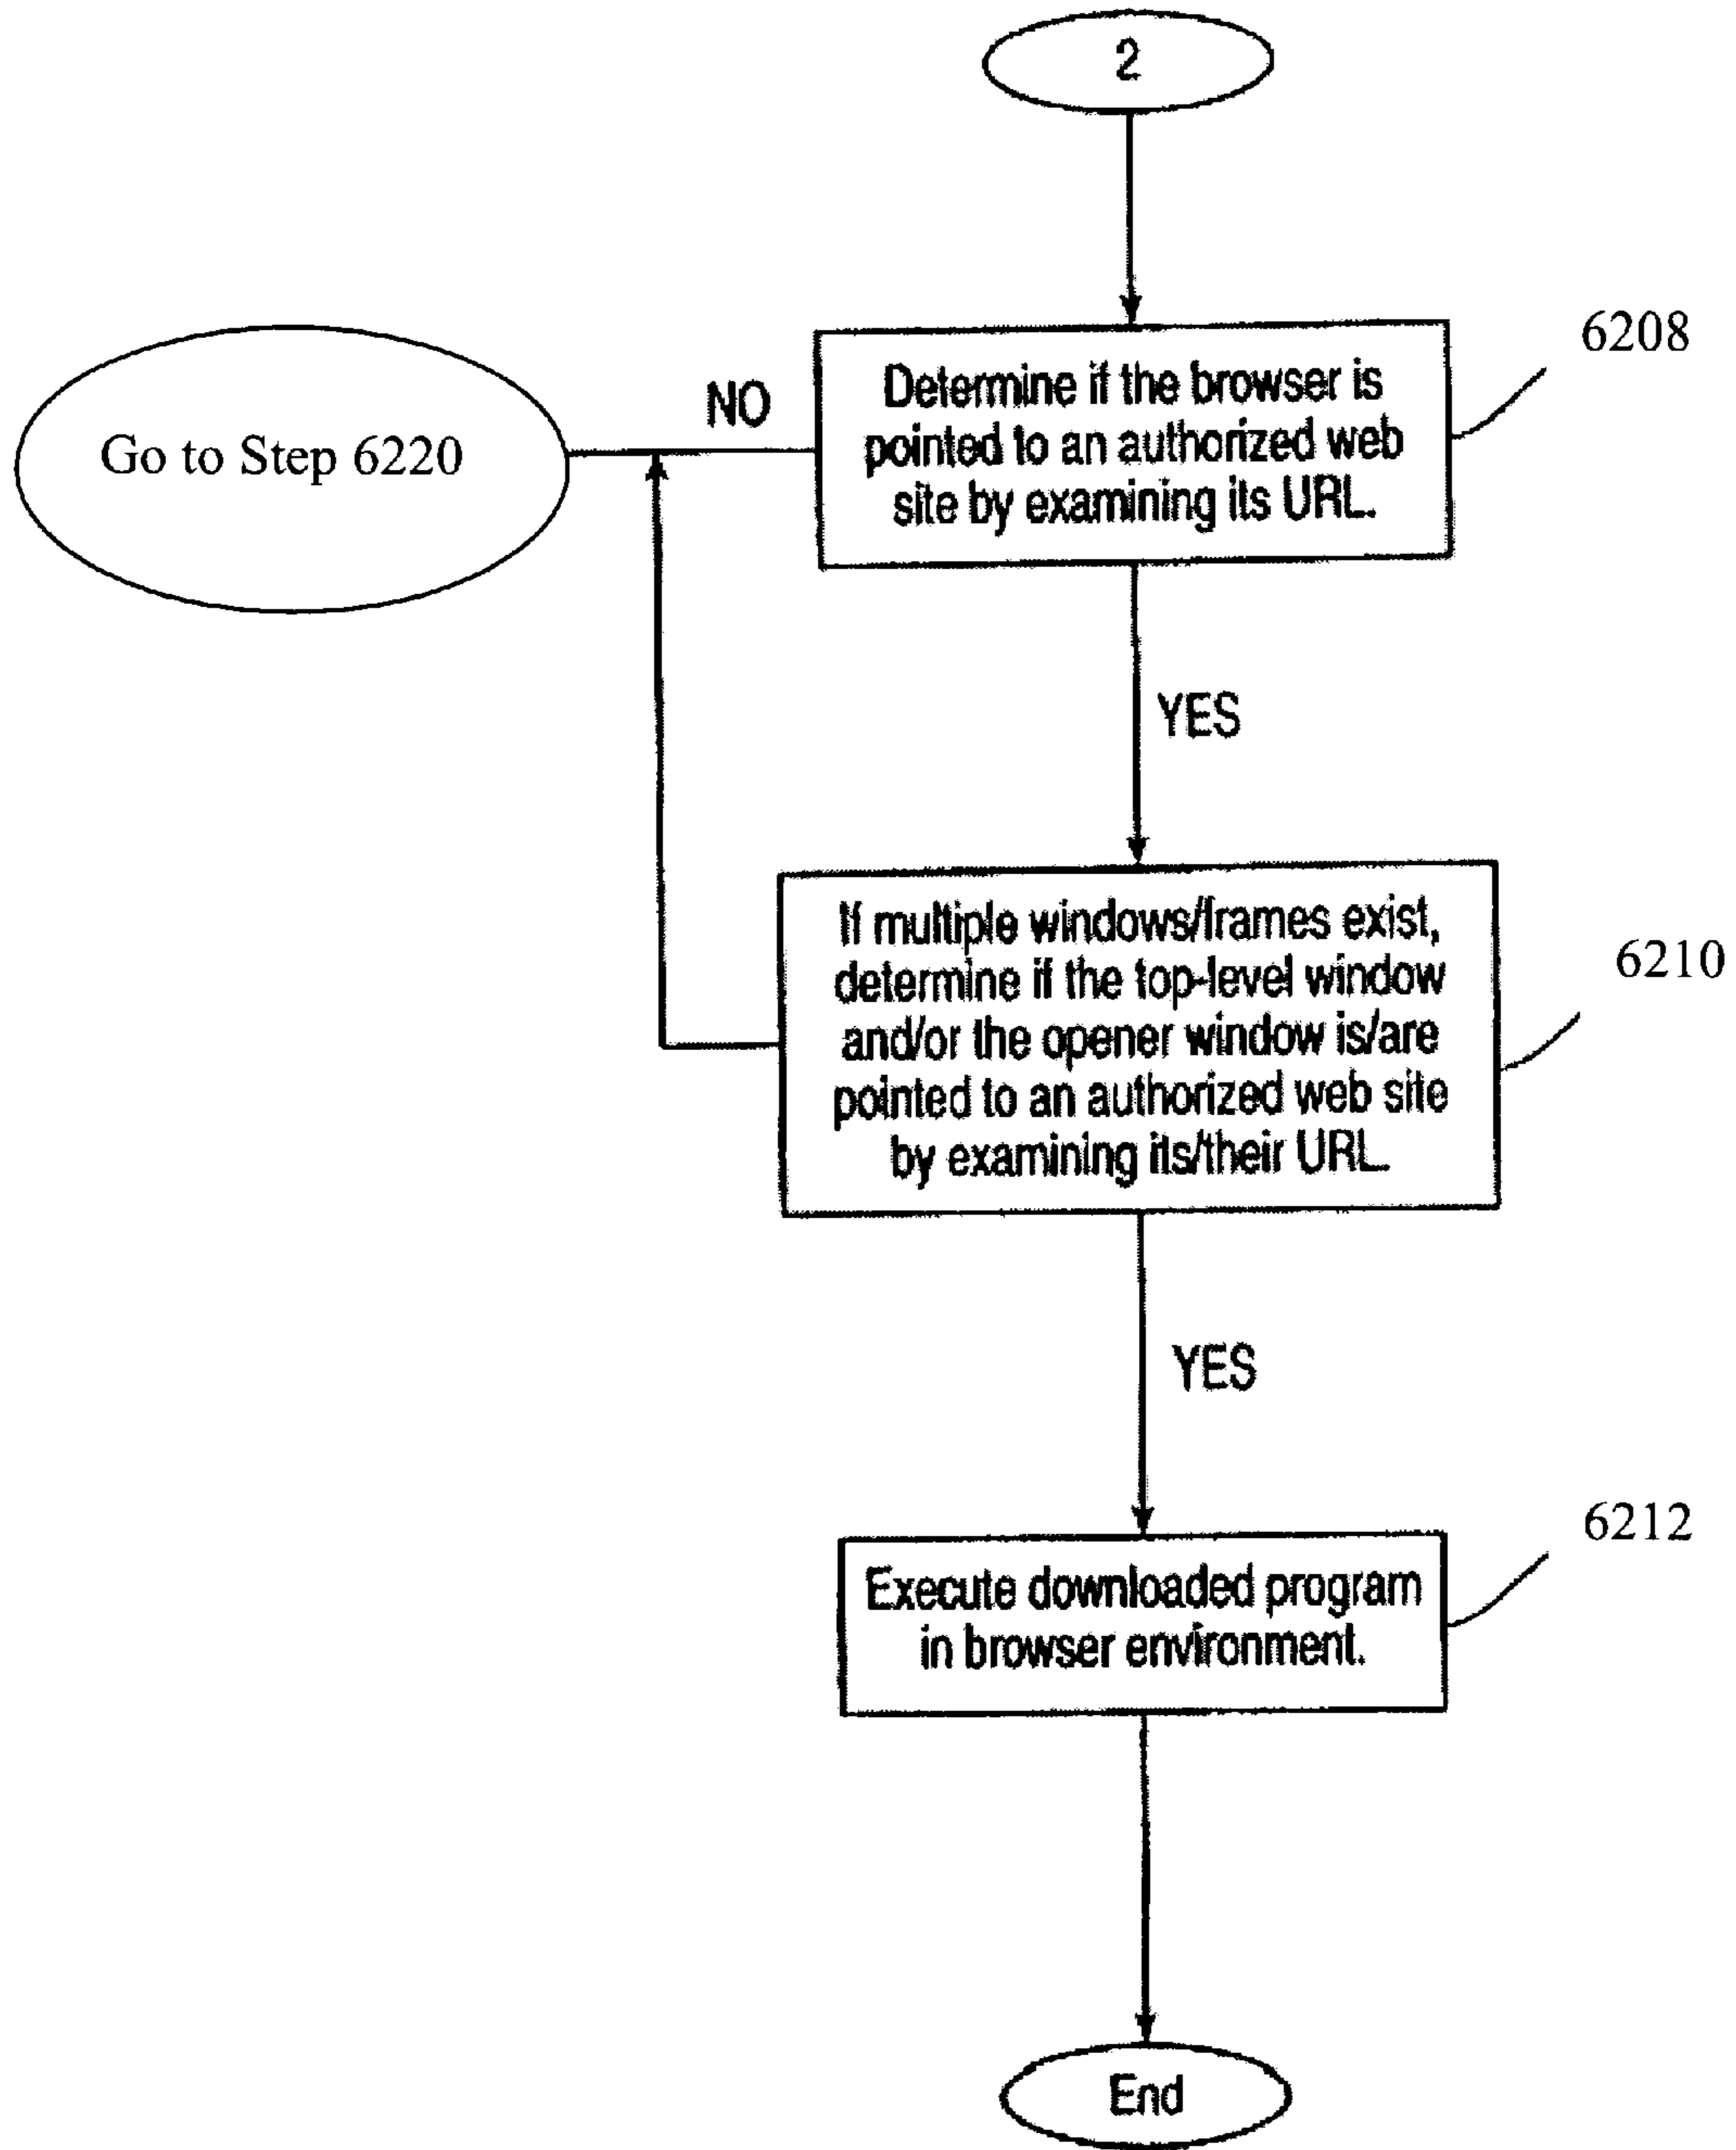 2
6208
Determine if the browser is
pointed to an authorized web
site by examining its URL.
NO
Go to Step 6220
YES
6210
If multiple windows/frames exist,
determine if the top-level window
and/or the opener window is/are
pointed to an authorized web site
by examining its/their URL.
YES
6212
Execute downloaded program
in browser environment.
End